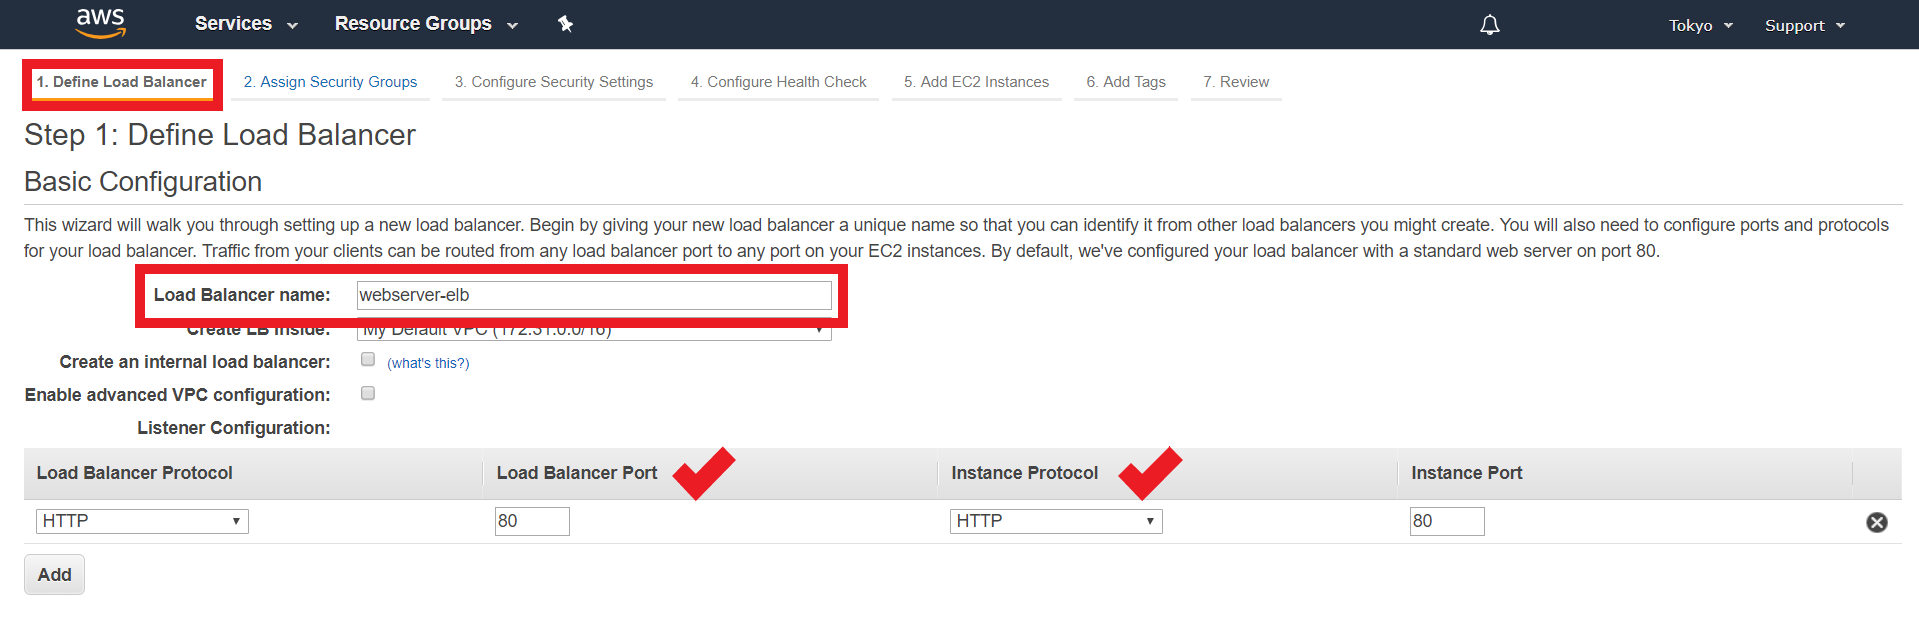 aws Services Resource Groups Tokyo Support
1. Define Load Balancer 2. Assign Security Groups 3. Configure Security Settings 4. Configure Health Check 5. Add EC2 Instances 6. Add Tags 7. Review
Step 1: Define Load Balancer
Basic Configuration
This wizard will walk you through setting up a new load balancer. Begin by giving your new load balancer a unique name so that you can identify it from other load balancers you might create. You will also need to configure ports and protocols
for your load balancer. Traffic from your clients can be routed from any load balancer port to any port on your EC2 instances. By default, we've configured your load balancer with a standard web server on port 80.
Load Balancer name: webserver-elb
Create LB Inside: My Default VPC (172.31.0.0/16)
Create an internal load balancer: (what's this?)
Enable advanced VPC configuration:
Listener Configuration:
Load Balancer Protocol Load Balancer Port Instance Protocol Instance Port
HTTP 80 HTTP 80
Add